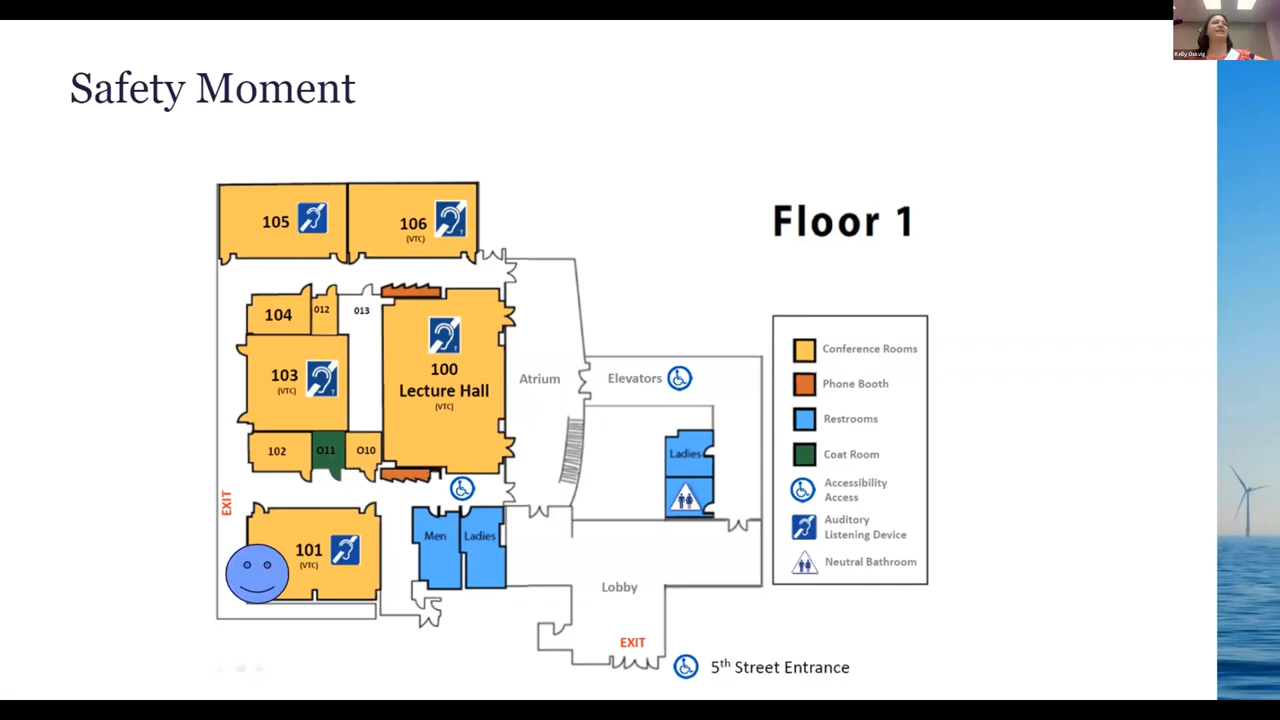 Kelly Oskvig
Safety Moment
Floor 1
105
106
(VTC)
104
012
013
103
(VTC)
100
Lecture Hall
(VTC)
Atrium
Elevators
102
O11
O10
Ladies
EXIT
101
(VTC)
Men
Ladies
Lobby
EXIT
5th Street Entrance
Conference Rooms
Phone Booth
Restrooms
Coat Room
Accessibility
Access
Auditory
Listening Device
Neutral Bathroom